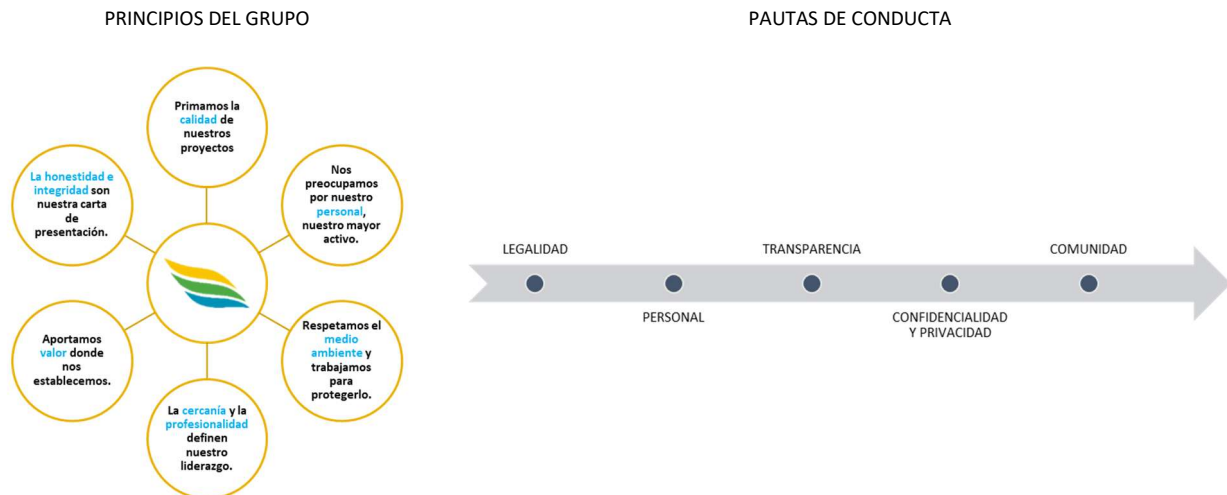 PRINCIPIOS DEL GRUPO
PAUTAS DE CONDUCTA
Primamos la
calidad de
nuestros
proyectos
Nos
preocupamos
por nuestro
personal,
nuestro mayor
activo.
Respetamos el
medio
ambiente y
trabajamos
para
protegerlo.
La cercanía y la
profesionalidad
definen
nuestro
liderazgo.
Aportamos
valor donde
nos
establecemos.
La honestidad e
integridad son
nuestra carta
de
presentación.
LEGALIDAD
PERSONAL
TRANSPARENCIA
CONFIDENCIALIDAD
Y PRIVACIDAD
COMUNIDAD